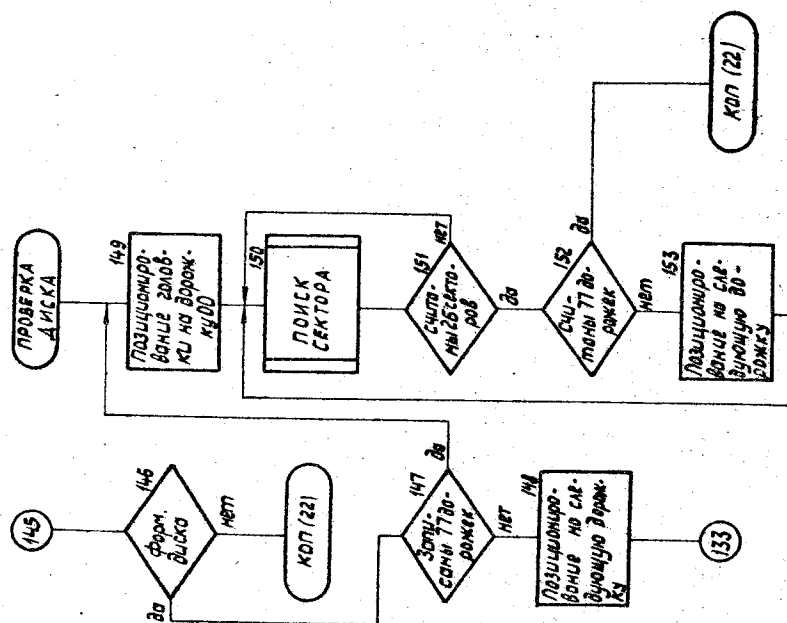 145
146
форм.
диска
да
нет
КОП (22)
147
Запи-
саны 77 до-
рожек
да
нет
148
Позициониро-
вание на сле-
дующую дорож-
ку
133
ПРОВЕРКА
ДИСКА
149
Позициониро-
вание голов-
ки на дорож-
ку 00
150
ПОИСК
СЕКТОРА
151
Счита-
ны 26 секто-
ров
нет
да
152
Счи-
таны 77 до-
рожек
да
нет
153
Позициониро-
вание на сле-
дующую до-
рожку
КОП (22)